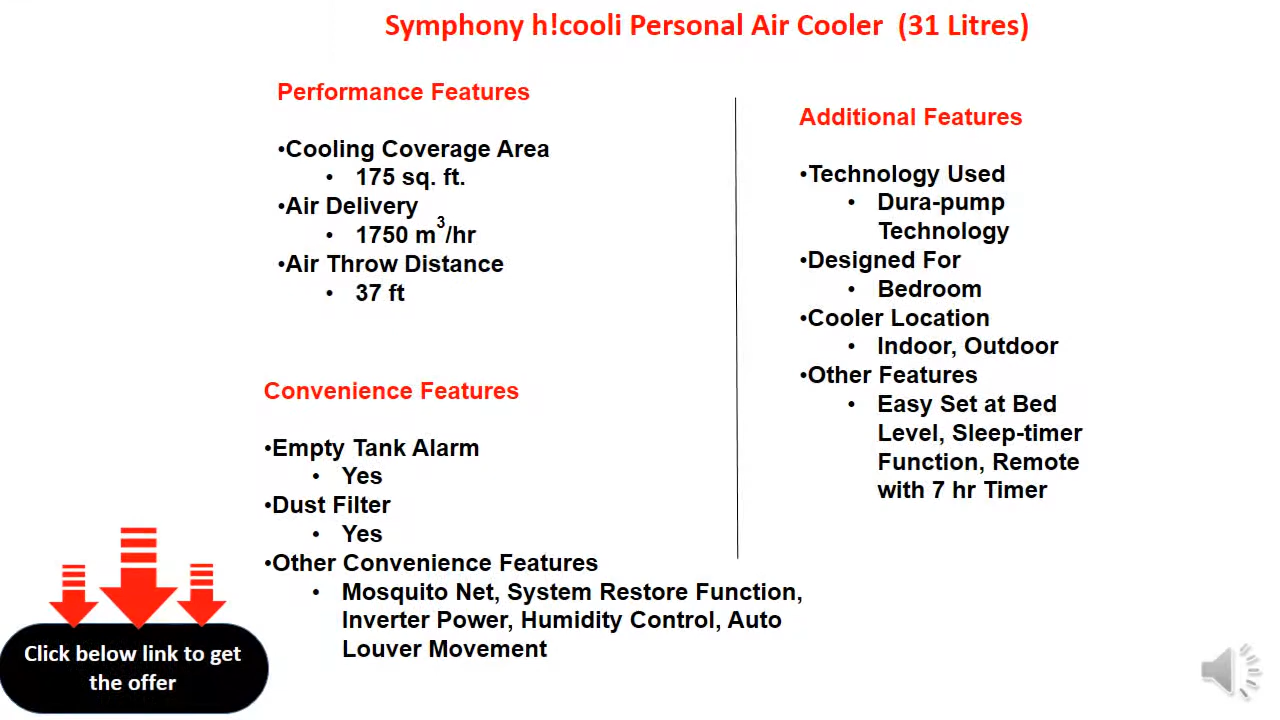 Symphony h!cooli Personal Air Cooler  (31 Litres)
Performance Features
•Cooling Coverage Area
• 175 sq. ft.
•Air Delivery
• 1750 m³/hr
•Air Throw Distance
• 37 ft
Convenience Features
•Empty Tank Alarm
• Yes
•Dust Filter
• Yes
•Other Convenience Features
• Mosquito Net, System Restore Function,
Inverter Power, Humidity Control, Auto
Louver Movement
Additional Features
•Technology Used
• Dura-pump
Technology
•Designed For
• Bedroom
•Cooler Location
• Indoor, Outdoor
•Other Features
• Easy Set at Bed
Level, Sleep-timer
Function, Remote
with 7 hr Timer
Click below link to get
the offer